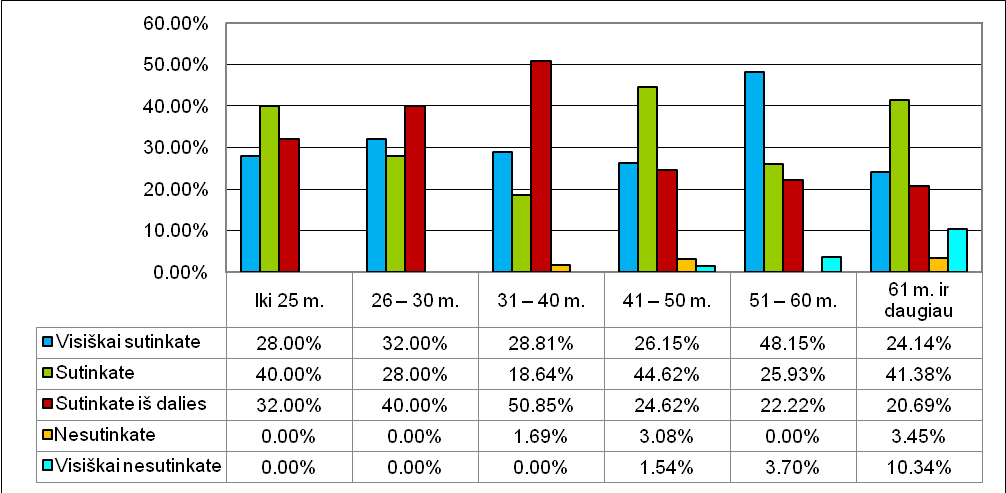 60.00%
50.00%
40.00%
30.00%
20.00%
10.00%
0.00%
Iki 25 m. 26 – 30 m. 31 – 40 m. 41 – 50 m. 51 – 60 m. 61 m. ir
daugiau
Visiškai sutinkate 28.00% 32.00% 28.81% 26.15% 48.15% 24.14%
Sutinkate 40.00% 28.00% 18.64% 44.62% 25.93% 41.38%
Sutinkate iš dalies 32.00% 40.00% 50.85% 24.62% 22.22% 20.69%
Nesutinkate 0.00% 0.00% 1.69% 3.08% 0.00% 3.45%
Visiškai nesutinkate 0.00% 0.00% 0.00% 1.54% 3.70% 10.34%